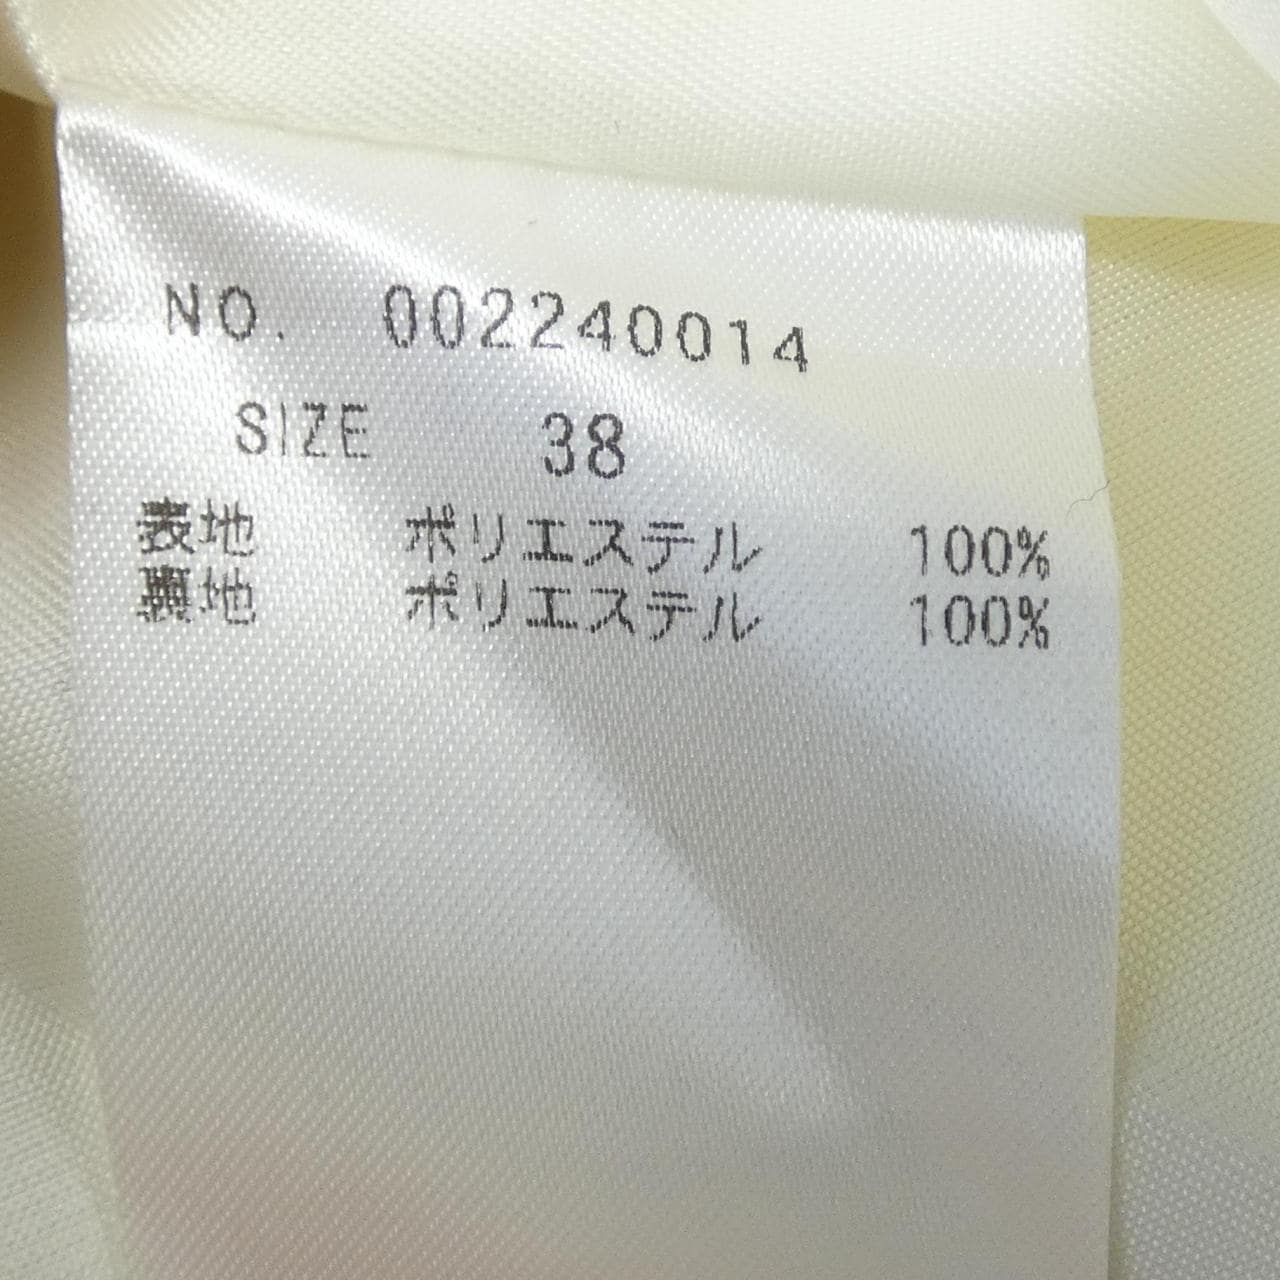 NO. 002240014
SIZE 38
表地 ポリエステル 100%
裏地 ポリエステル 100%